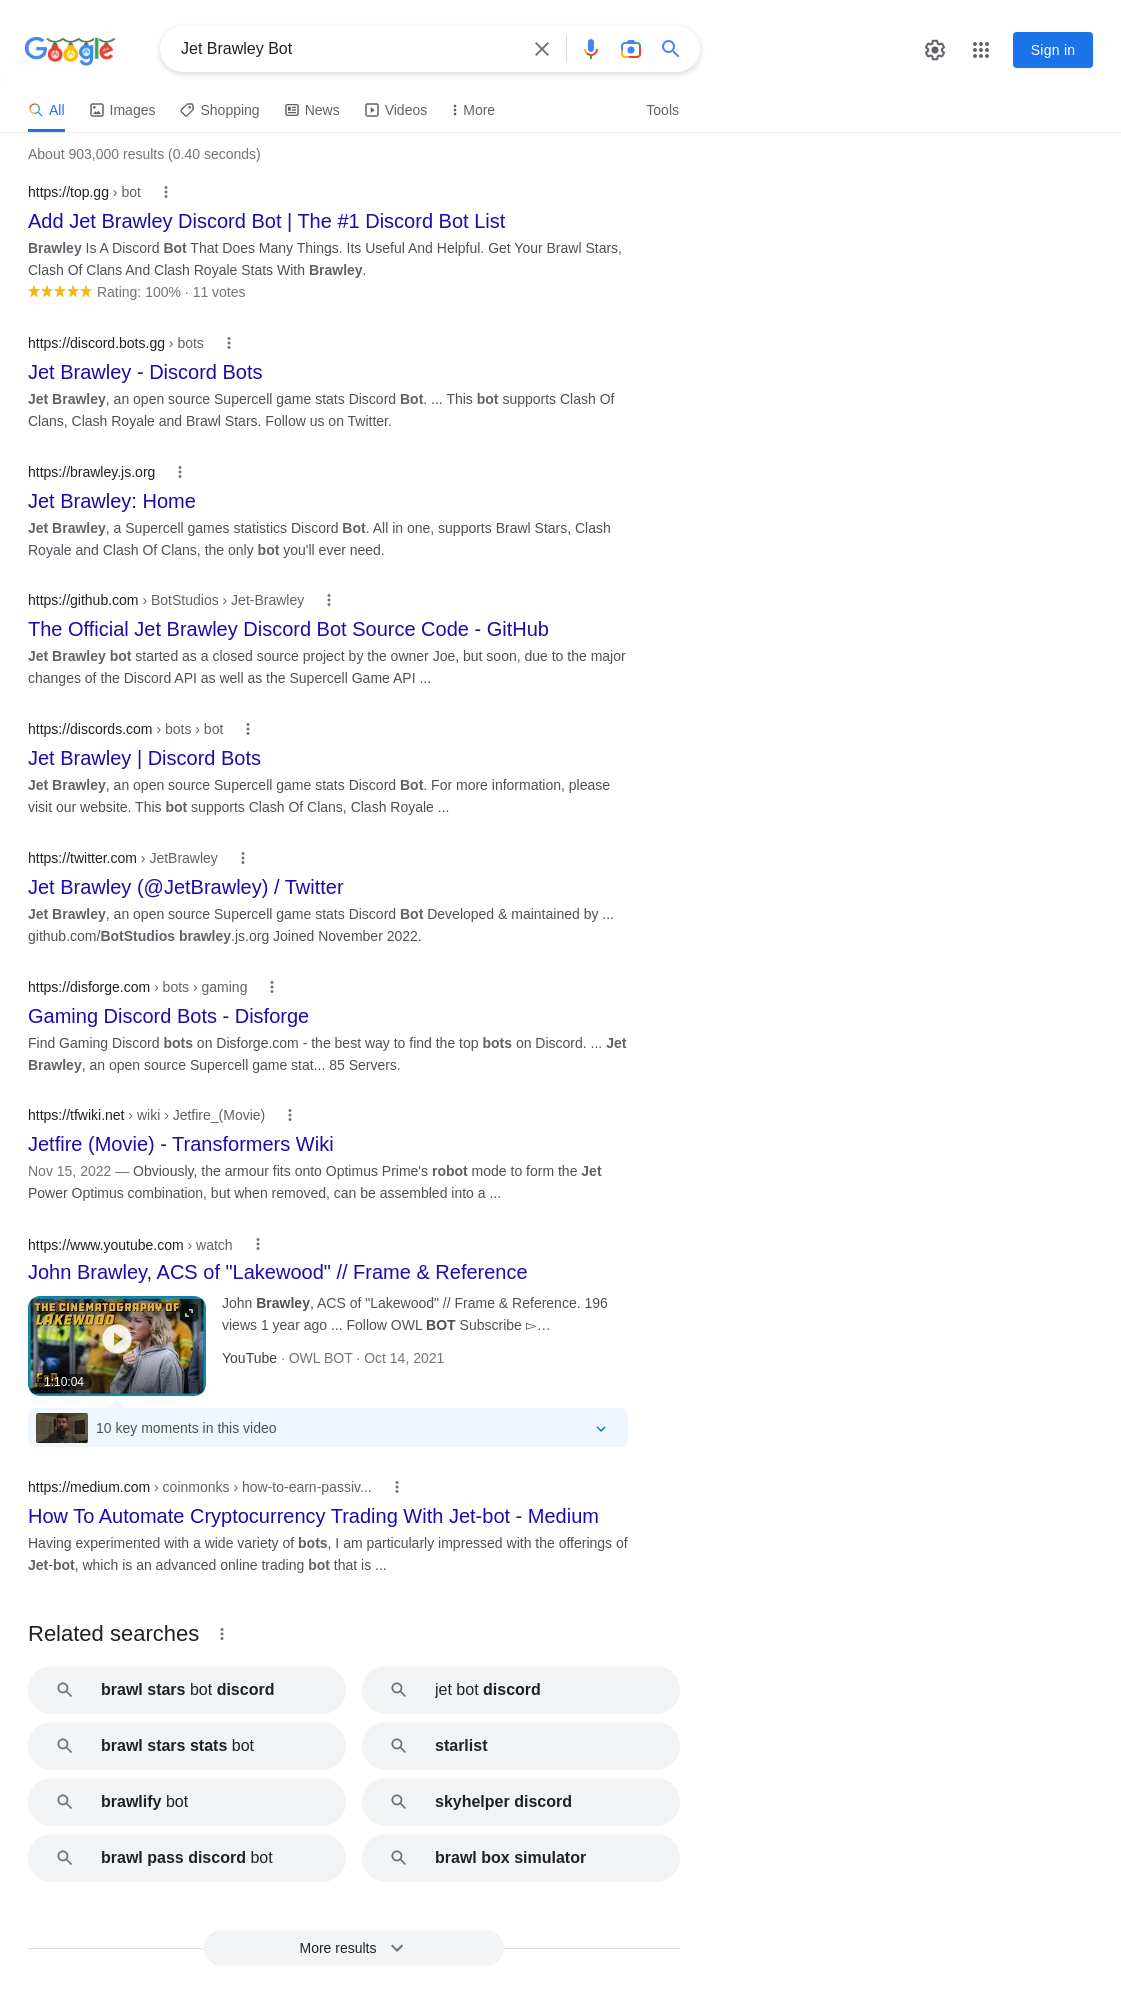 Google
Jet Brawley Bot
Sign in
All
Images
Shopping
News
Videos
More
Tools
About 903,000 results (0.40 seconds)
https://top.gg › bot
Add Jet Brawley Discord Bot | The #1 Discord Bot List
Brawley Is A Discord Bot That Does Many Things. Its Useful And Helpful. Get Your Brawl Stars,
Clash Of Clans And Clash Royale Stats With Brawley.
Rating: 100% · 11 votes
https://discord.bots.gg › bots
Jet Brawley - Discord Bots
Jet Brawley, an open source Supercell game stats Discord Bot. ... This bot supports Clash Of
Clans, Clash Royale and Brawl Stars. Follow us on Twitter.
https://brawley.js.org
Jet Brawley: Home
Jet Brawley, a Supercell games statistics Discord Bot. All in one, supports Brawl Stars, Clash
Royale and Clash Of Clans, the only bot you'll ever need.
https://github.com › BotStudios › Jet-Brawley
The Official Jet Brawley Discord Bot Source Code - GitHub
Jet Brawley bot started as a closed source project by the owner Joe, but soon, due to the major
changes of the Discord API as well as the Supercell Game API ...
https://discords.com › bots › bot
Jet Brawley | Discord Bots
Jet Brawley, an open source Supercell game stats Discord Bot. For more information, please
visit our website. This bot supports Clash Of Clans, Clash Royale ...
https://twitter.com › JetBrawley
Jet Brawley (@JetBrawley) / Twitter
Jet Brawley, an open source Supercell game stats Discord Bot Developed & maintained by ...
github.com/BotStudios brawley.js.org Joined November 2022.
https://disforge.com › bots › gaming
Gaming Discord Bots - Disforge
Find Gaming Discord bots on Disforge.com - the best way to find the top bots on Discord. ... Jet
Brawley, an open source Supercell game stat... 85 Servers.
https://tfwiki.net › wiki › Jetfire_(Movie)
Jetfire (Movie) - Transformers Wiki
Nov 15, 2022 — Obviously, the armour fits onto Optimus Prime's robot mode to form the Jet
Power Optimus combination, but when removed, can be assembled into a ...
https://www.youtube.com › watch
John Brawley, ACS of "Lakewood" // Frame & Reference
THE CINEMATOGRAPHY OF
LAKEWOOD
1:10:04
John Brawley, ACS of "Lakewood" // Frame & Reference. 196
views 1 year ago ... Follow OWL BOT Subscribe ▻…
YouTube · OWL BOT · Oct 14, 2021
10 key moments in this video
https://medium.com › coinmonks › how-to-earn-passiv...
How To Automate Cryptocurrency Trading With Jet-bot - Medium
Having experimented with a wide variety of bots, I am particularly impressed with the offerings of
Jet-bot, which is an advanced online trading bot that is ...
Related searches
brawl stars bot discord
jet bot discord
brawl stars stats bot
starlist
brawlify bot
skyhelper discord
brawl pass discord bot
brawl box simulator
More results